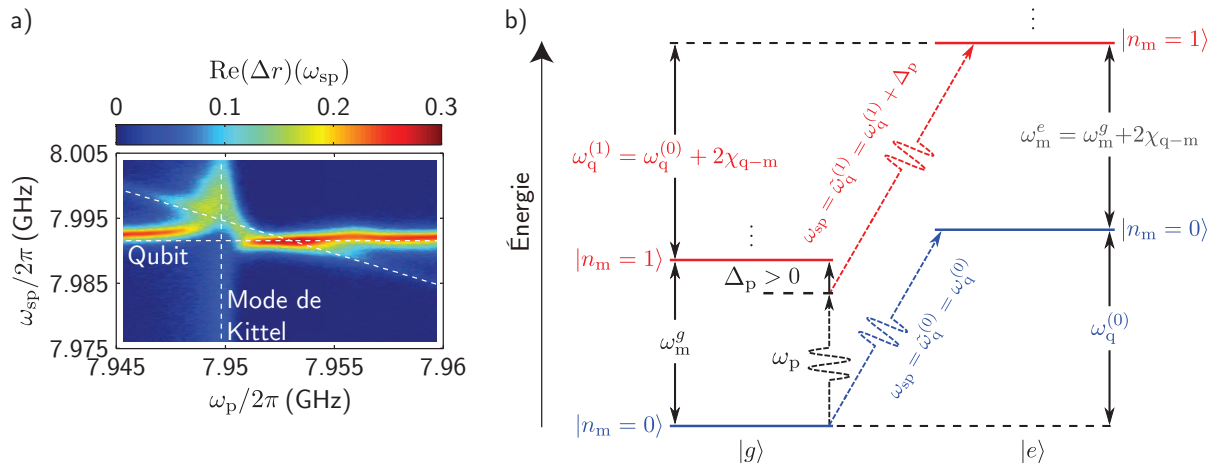 a)
Re(Δr)(ω_sp)
0 0.1 0.2 0.3
8.005
7.995
7.985
7.975
ω_sp/2π (GHz)
Qubit
Mode de
Kittel
7.945 7.95 7.955 7.96
ω_p/2π (GHz)
b)
Énergie
⋮
|n_m = 1⟩
ω_q^(1) = ω_q^(0) + 2χ_q−m
ω_sp = ω̃_q^(1) = ω_q^(1) + Δ_p
ω_m^e = ω_m^g + 2χ_q−m
⋮
|n_m = 1⟩
|n_m = 0⟩
Δ_p > 0
ω_m^g
ω_p
ω_sp = ω̃_q^(0) = ω_q^(0)
ω_q^(0)
|n_m = 0⟩
|g⟩ |e⟩